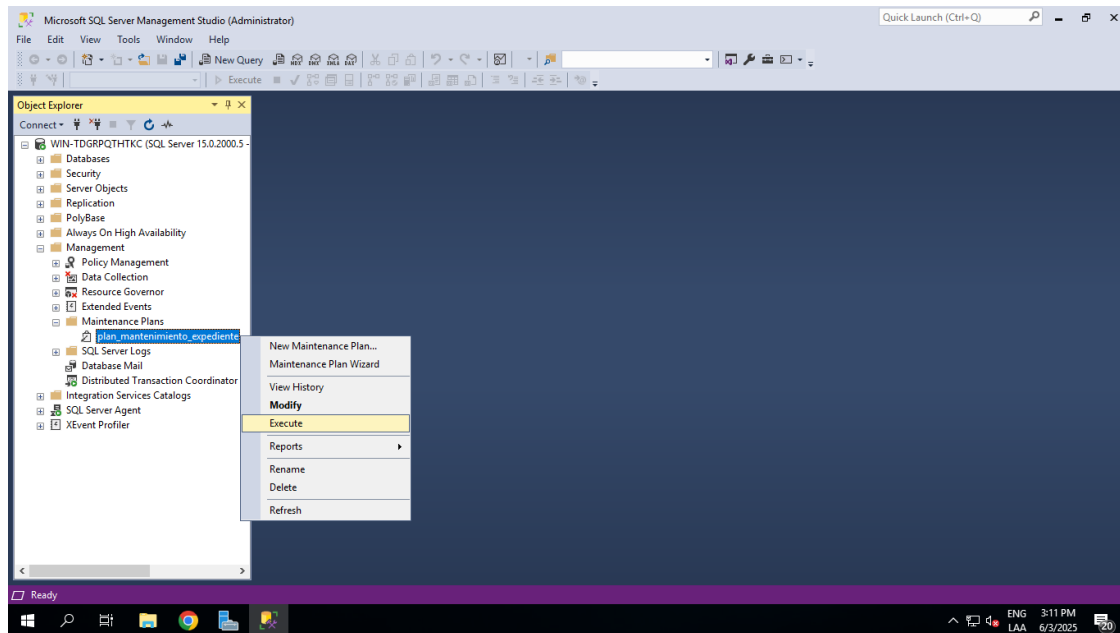 Microsoft SQL Server Management Studio (Administrator)
Quick Launch (Ctrl+Q)
File Edit View Tools Window Help
New Query
Execute
Object Explorer
Connect
WIN-TDGRPQTHTKC (SQL Server 15.0.2000.5 -
Databases
Security
Server Objects
Replication
PolyBase
Always On High Availability
Management
Policy Management
Data Collection
Resource Governor
Extended Events
Maintenance Plans
plan_mantenimiento_expediente
SQL Server Logs
Database Mail
Distributed Transaction Coordinator
Integration Services Catalogs
SQL Server Agent
XEvent Profiler
New Maintenance Plan...
Maintenance Plan Wizard
View History
Modify
Execute
Reports
Rename
Delete
Refresh
Ready
ENG 3:11 PM
LAA 6/3/2025
20